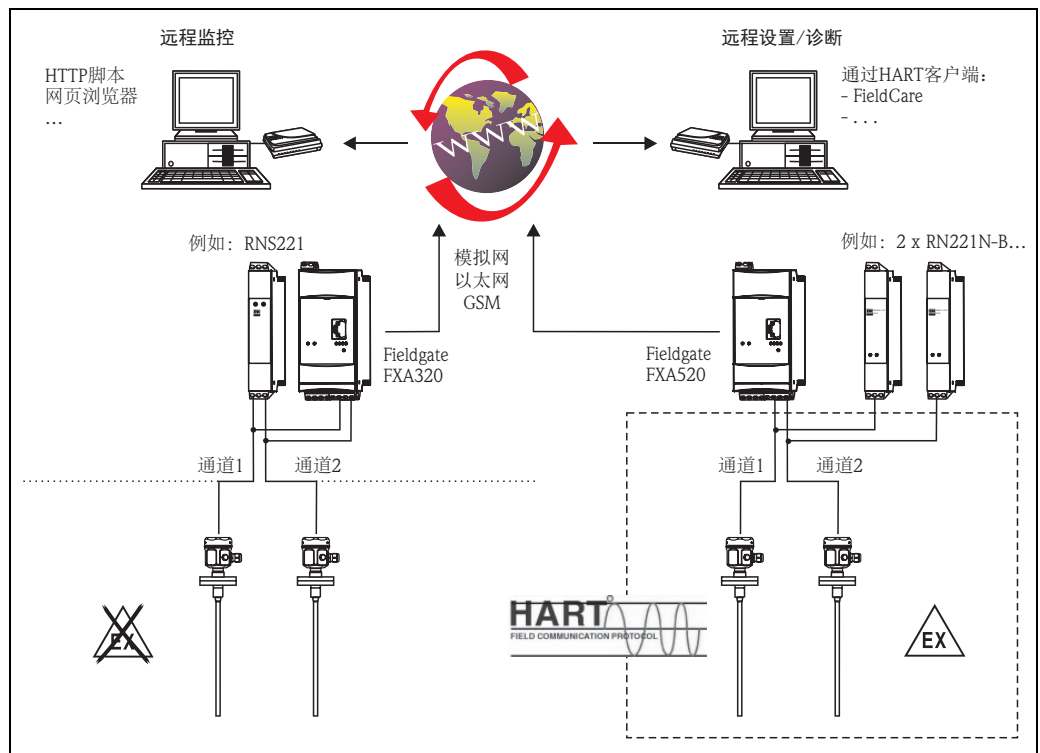 远程监控
远程设置/诊断
HTTP脚本
网页浏览器
...
通过HART客户端:
- FieldCare
- . . .
WWW
例如: RNS221
模拟网
以太网
GSM
例如: 2 x RN221N-B...
Fieldgate
FXA320
Fieldgate
FXA520
通道1
通道2
通道1
通道2
EX
HART
FIELD COMMUNICATION PROTOCOL
EX